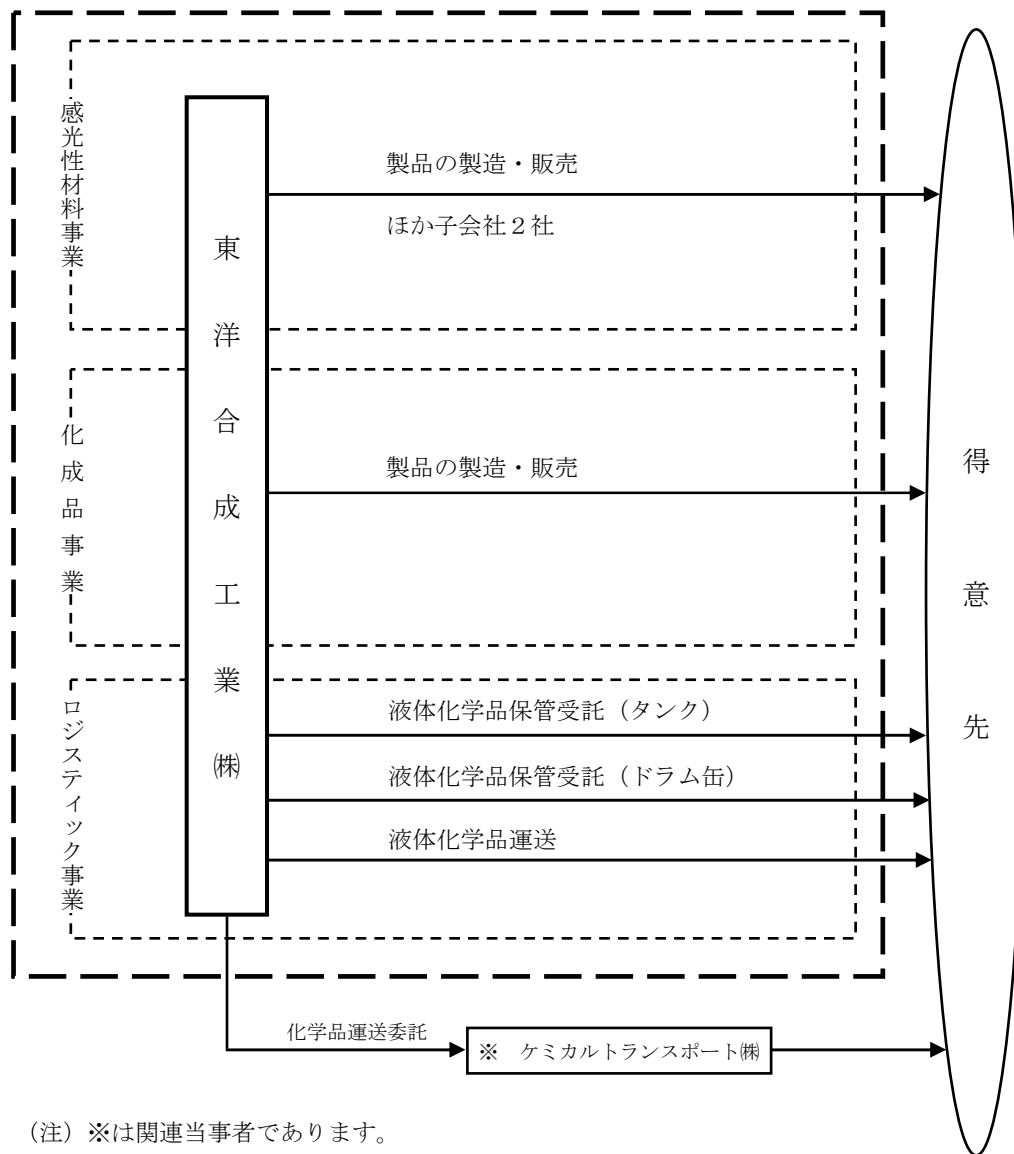 感光性材料事業
東洋合成工業㈱
製品の製造・販売
ほか子会社２社
化成品事業
製品の製造・販売
得意先
ロジスティック事業
液体化学品保管受託（タンク）
液体化学品保管受託（ドラム缶）
液体化学品運送
化学品運送委託
※　ケミカルトランスポート㈱
（注）※は関連当事者であります。